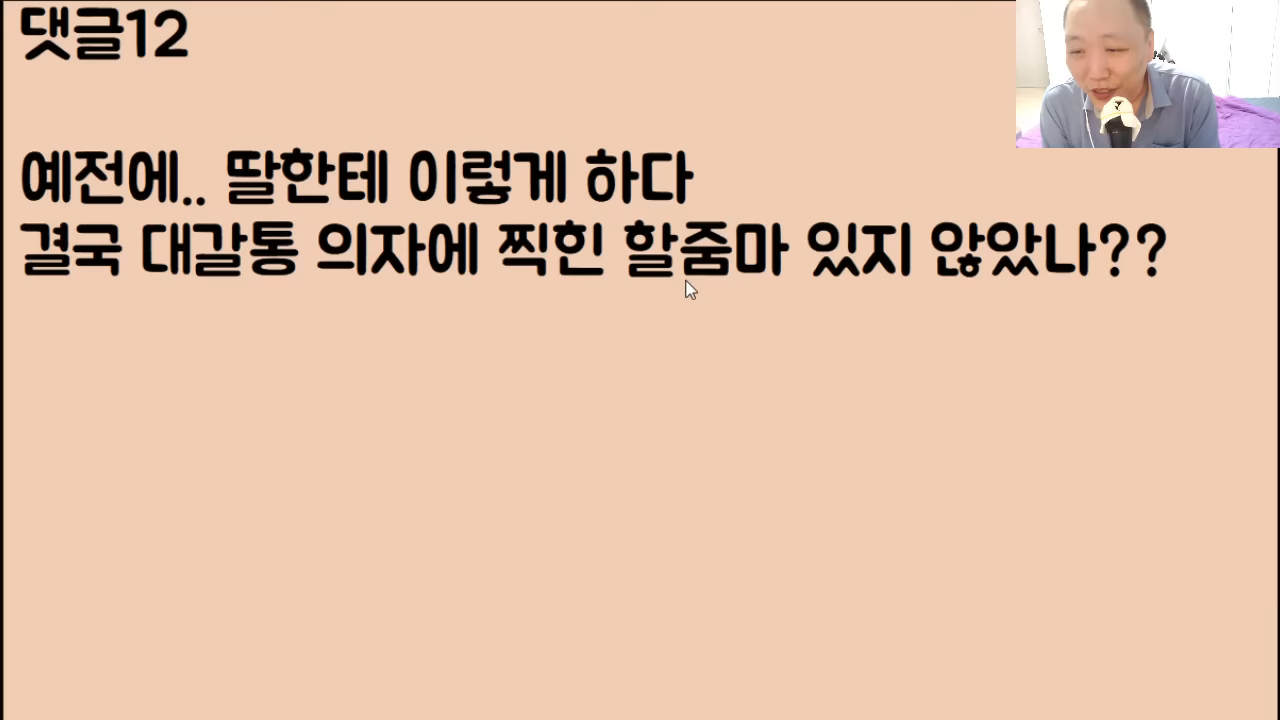 댓글12
예전에.. 딸한테 이렇게 하다
결국 대갈통 의자에 찍힌 할줌마 있지 않았나??